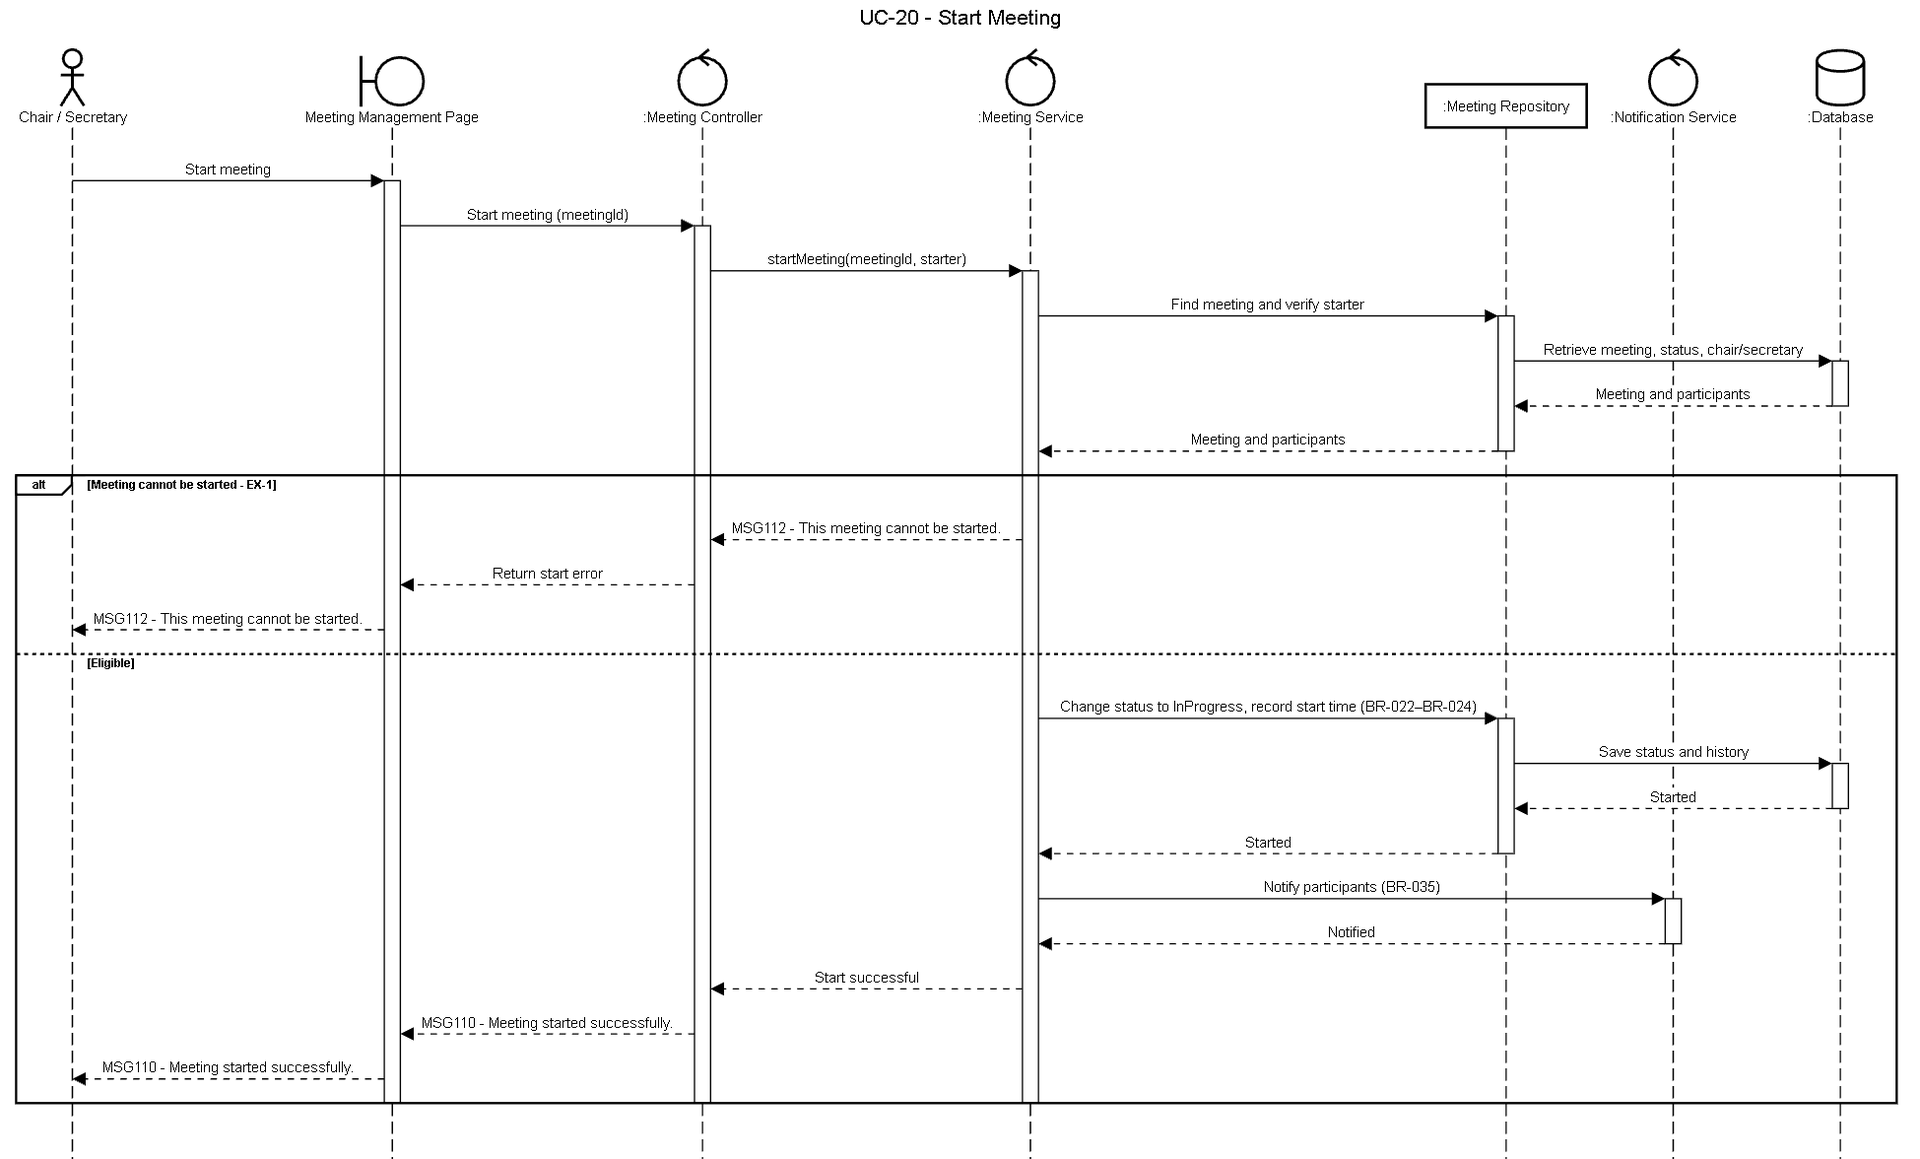 UC-20 - Start Meeting
Chair / Secretary
Meeting Management Page
:Meeting Controller
:Meeting Service
:Meeting Repository
:Notification Service
:Database
Start meeting
Start meeting (meetingId)
startMeeting(meetingId, starter)
Find meeting and verify starter
Retrieve meeting, status, chair/secretary
Meeting and participants
Meeting and participants
alt
[Meeting cannot be started - EX-1]
MSG112 - This meeting cannot be started.
Return start error
MSG112 - This meeting cannot be started.
[Eligible]
Change status to InProgress, record start time (BR-022–BR-024)
Save status and history
Started
Started
Notify participants (BR-035)
Notified
Start successful
MSG110 - Meeting started successfully.
MSG110 - Meeting started successfully.